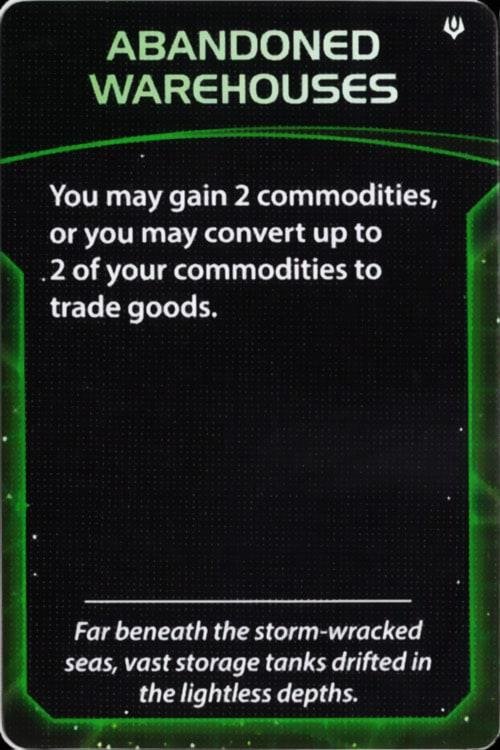 ABANDONED
WAREHOUSES
You may gain 2 commodities,
or you may convert up to
2 of your commodities to
trade goods.
Far beneath the storm-wracked
seas, vast storage tanks drifted in
the lightless depths.